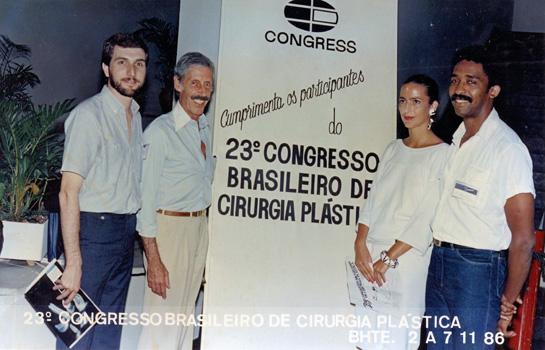 CONGRESS
Cumprimenta os participantes
do
23º CONGRESSO
BRASILEIRO DE
CIRURGIA PLÁSTI
23º CONGRESSO BRASILEIRO DE CIRURGIA PLÁSTICA
BHTE. 2 A 7 11 86